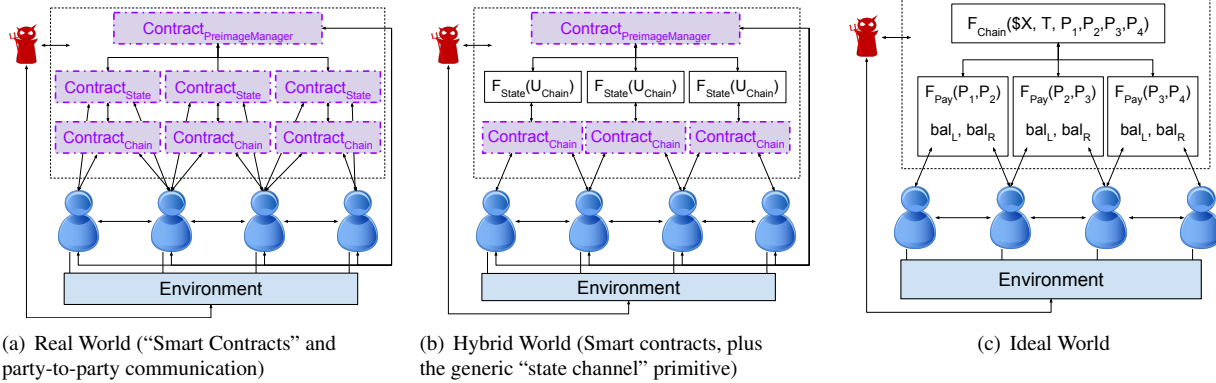 Contract_PreimageManager
Contract_State Contract_State Contract_State
Contract_Chain Contract_Chain Contract_Chain
Environment
(a) Real World (“Smart Contracts” and
party-to-party communication)
Contract_PreimageManager
F_State(U_Chain) F_State(U_Chain) F_State(U_Chain)
Contract_Chain Contract_Chain Contract_Chain
Environment
(b) Hybrid World (Smart contracts, plus
the generic “state channel” primitive)
F_Chain($X, T, P_1,P_2,P_3,P_4)
F_Pay(P_1,P_2) F_Pay(P_2,P_3) F_Pay(P_3,P_4)
bal_L, bal_R bal_L, bal_R bal_L, bal_R
Environment
(c) Ideal World